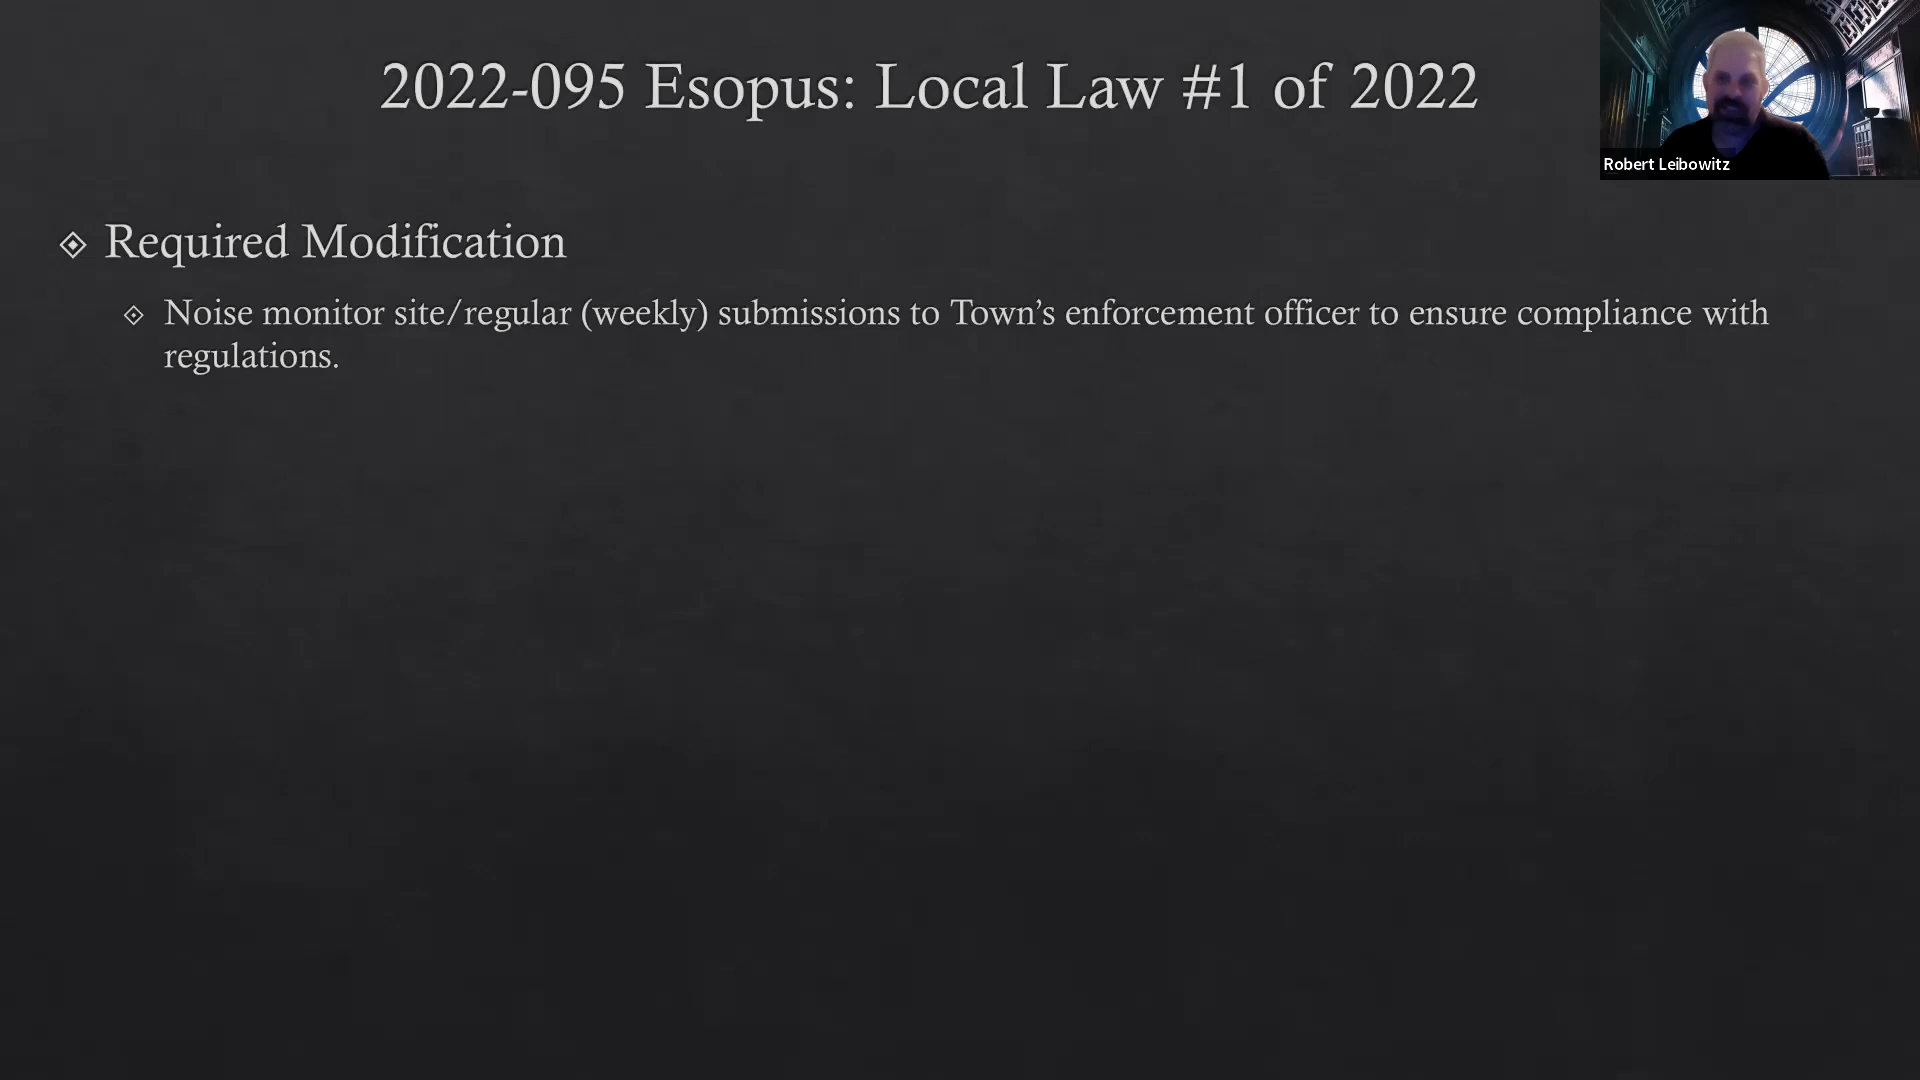 2022-095 Esopus: Local Law #1 of 2022
Robert Leibowitz
Required Modification
Noise monitor site/regular (weekly) submissions to Town’s enforcement officer to ensure compliance with
regulations.